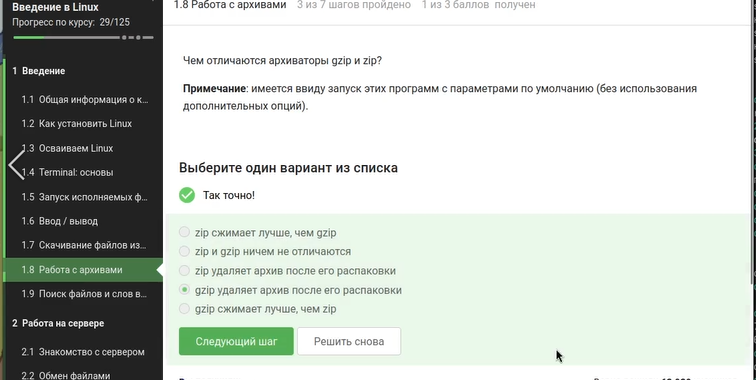 Введение в Linux
Прогресс по курсу: 29/125
1 Введение
1.1 Общая информация о к...
1.2 Как установить Linux
1.3 Осваиваем Linux
1.4 Terminal: основы
1.5 Запуск исполняемых ф...
1.6 Ввод / вывод
1.7 Скачивание файлов из...
1.8 Работа с архивами
1.9 Поиск файлов и слов в...
2 Работа на сервере
2.1 Знакомство с сервером
2.2 Обмен файлами
1.8 Работа с архивами 3 из 7 шагов пройдено 1 из 3 баллов получен
Чем отличаются архиваторы gzip и zip?
Примечание: имеется ввиду запуск этих программ с параметрами по умолчанию (без использования
дополнительных опций).
Выберите один вариант из списка
Так точно!
zip сжимает лучше, чем gzip
zip и gzip ничем не отличаются
zip удаляет архив после его распаковки
gzip удаляет архив после его распаковки
gzip сжимает лучше, чем zip
Следующий шаг Решить снова